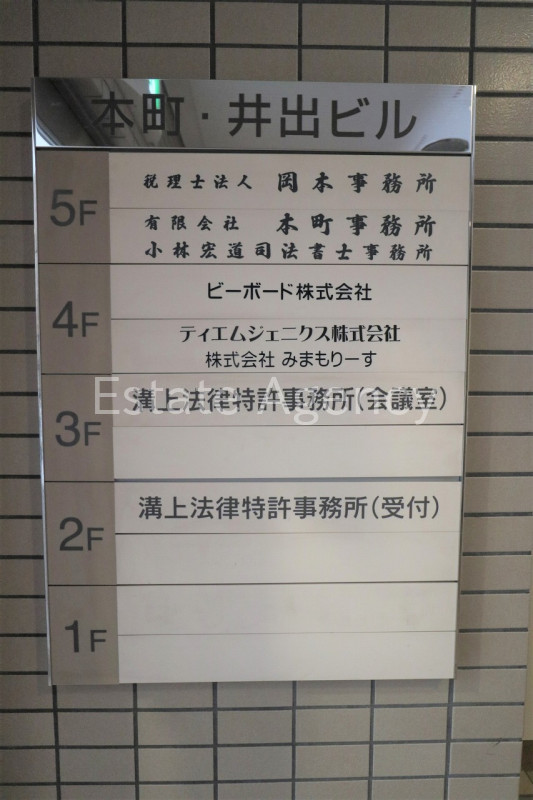 本町・井出ビル
5F
税理士法人 岡本事務所
有限会社 本町事務所
小林宏道司法書士事務所
4F
ビーボード株式会社
ティエムジェニクス株式会社
株式会社 みまもりーす
Estate Agency
3F
溝上法律特許事務所(会議室)
2F
溝上法律特許事務所(受付)
1F